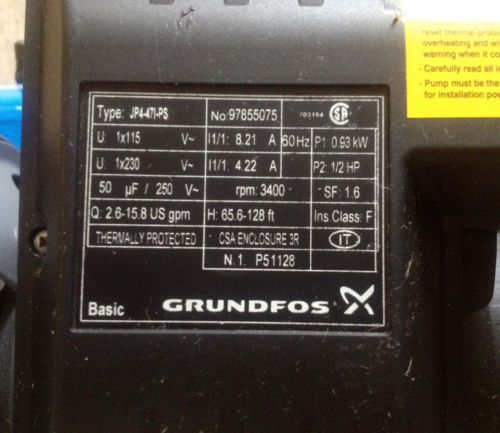 reset thermal prote
overheating and wi
warning when it co
- Carefully read all in
- Pump must be the
for installation pow
Type: JP4-47I-PS No: 97855075 SA
U: 1x115 V~ I1/1: 8.21 A 60Hz P1: 0.93 kW
U: 1x230 V~ I1/1: 4.22 A P2: 1/2 HP
50 µF / 250 V~ rpm: 3400 SF: 1.6
Q: 2.6-15.8 US gpm H: 65.6-128 ft Ins.Class: F
THERMALLY PROTECTED CSA ENCLOSURE 3R IT
N.1. P51128
Basic GRUNDFOS